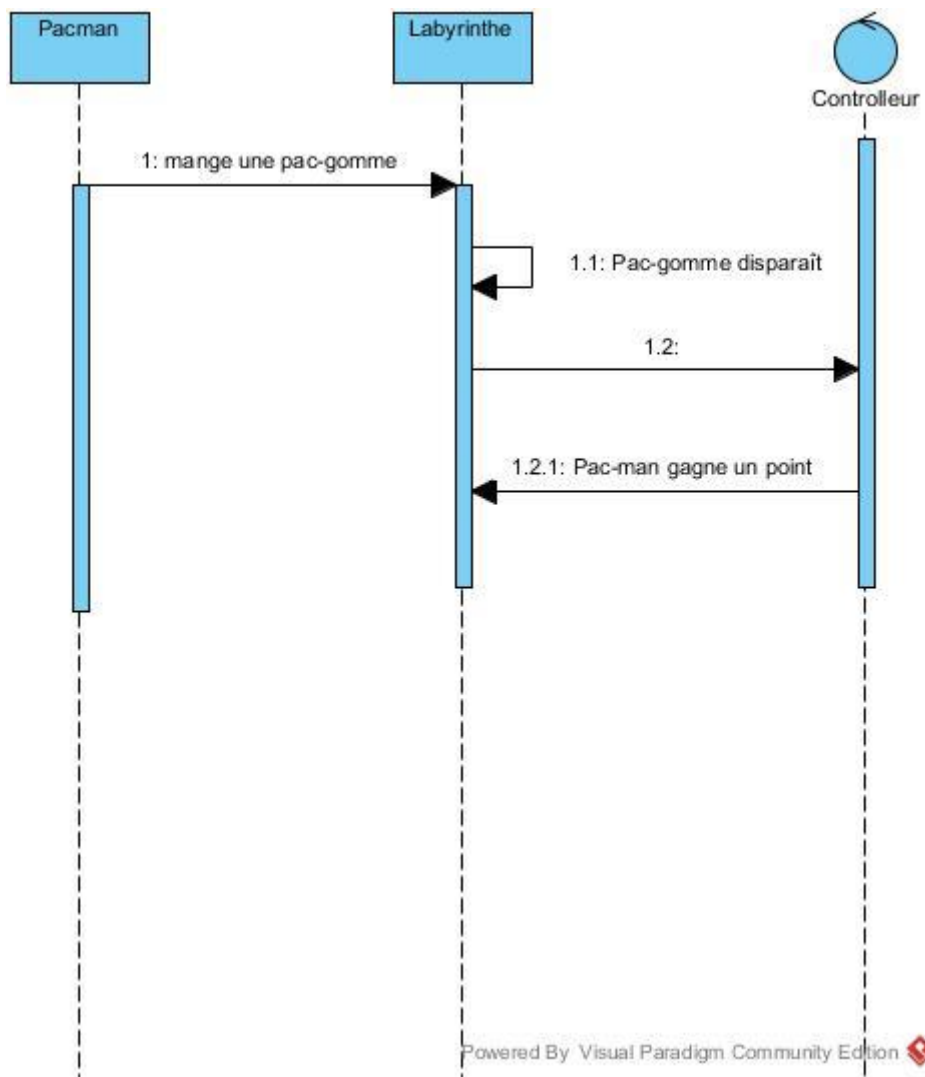 Pacman
Labyrinthe
Controlleur
1: mange une pac-gomme
1.1: Pac-gomme disparaît
1.2:
1.2.1: Pac-man gagne un point
Powered By Visual Paradigm Community Edition